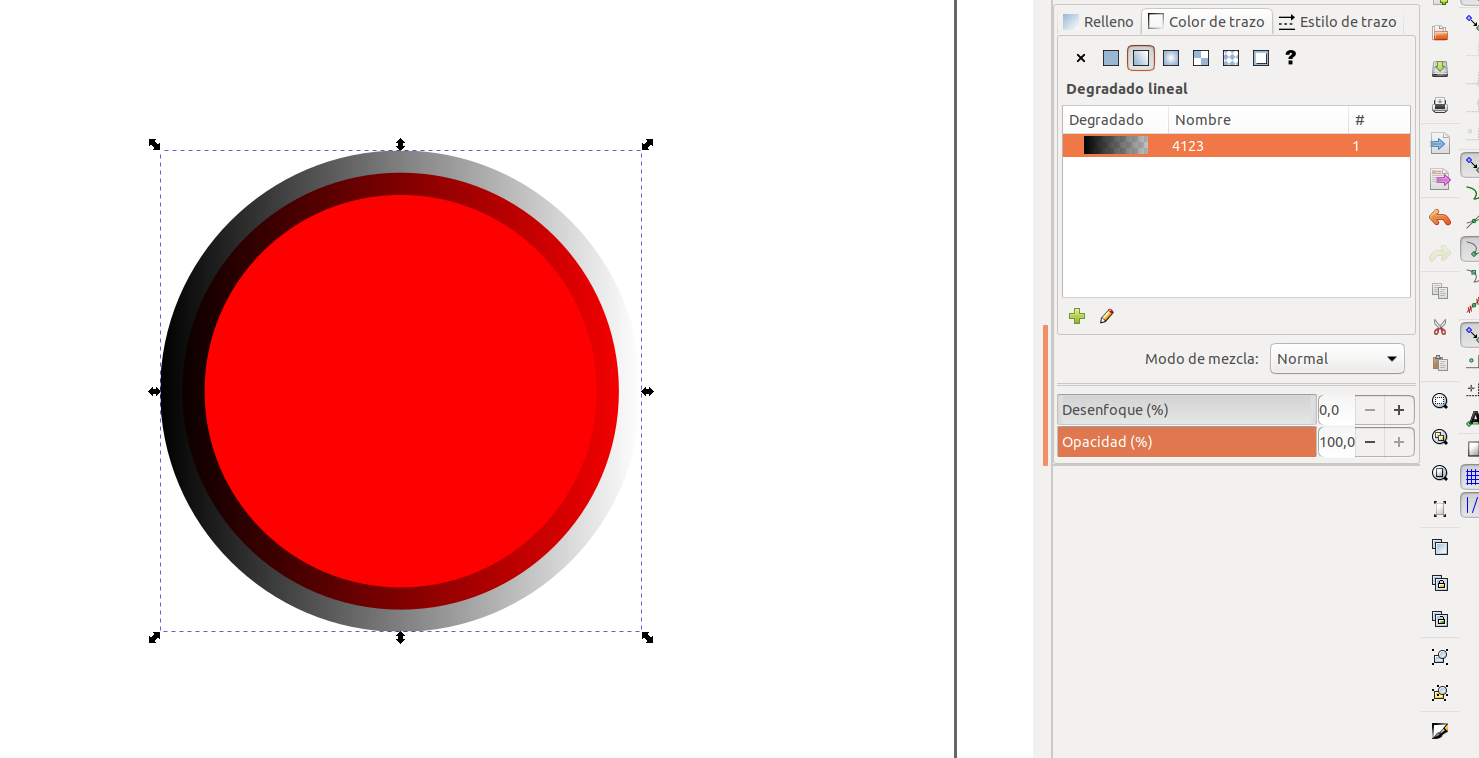 Relleno Color de trazo Estilo de trazo
?
Degradado lineal
Degradado Nombre #
4123 1
Modo de mezcla: Normal
Desenfoque (%) 0,0
Opacidad (%) 100,0